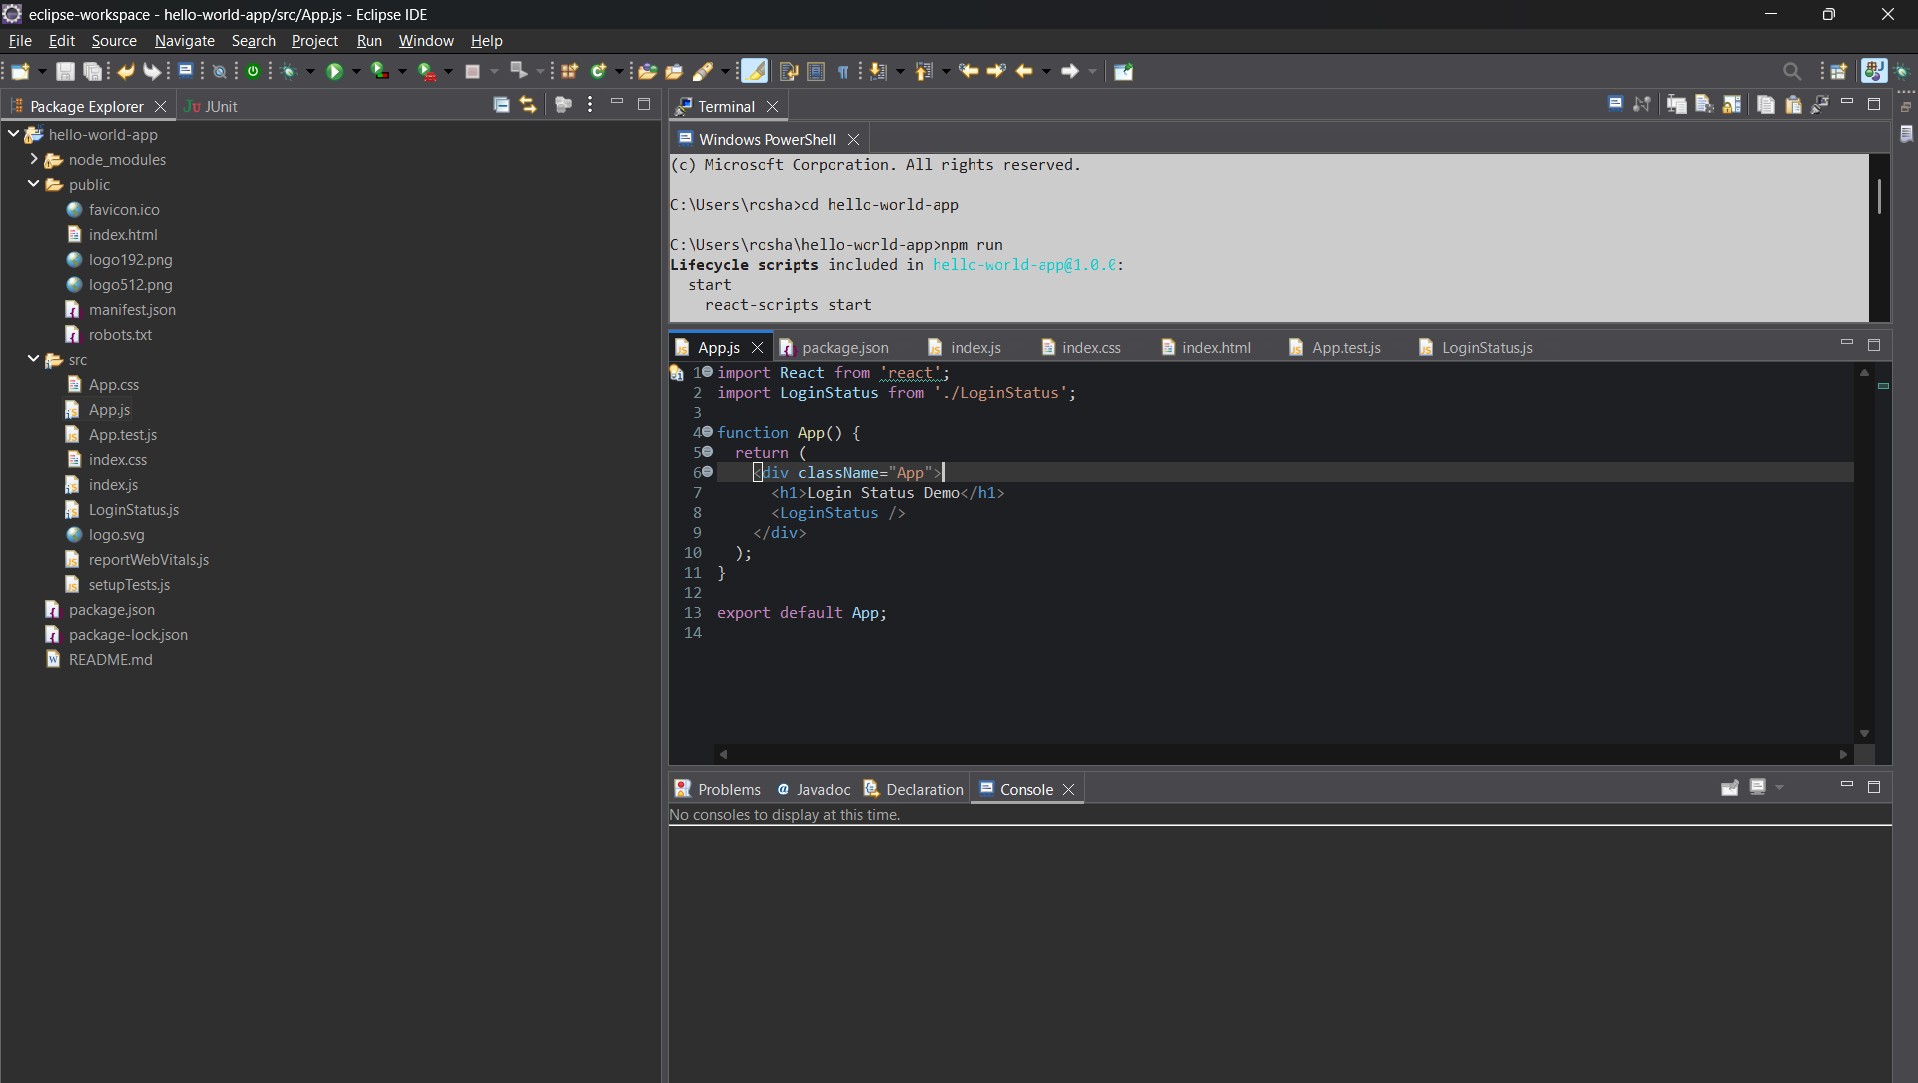 eclipse-workspace - hello-world-app/src/App.js - Eclipse IDE
File Edit Source Navigate Search Project Run Window Help
Package Explorer
JUnit
hello-world-app
node_modules
public
favicon.ico
index.html
logo192.png
logo512.png
manifest.json
robots.txt
src
App.css
App.js
App.test.js
index.css
index.js
LoginStatus.js
logo.svg
reportWebVitals.js
setupTests.js
package.json
package-lock.json
README.md
Terminal
Windows PowerShell
(c) Microsoft Corporation. All rights reserved.
C:\Users\rosha>cd hello-world-app
C:\Users\rosha\hello-world-app>npm run
Lifecycle scripts included in hello-world-app@1.0.0:
start
react-scripts start
App.js package.json index.js index.css index.html App.test.js LoginStatus.js
1 import React from 'react';
2 import LoginStatus from './LoginStatus';
3
4 function App() {
5 return (
6 <div className="App">
7 <h1>Login Status Demo</h1>
8 <LoginStatus />
9 </div>
10 );
11 }
12
13 export default App;
14
Problems @ Javadoc Declaration Console
No consoles to display at this time.